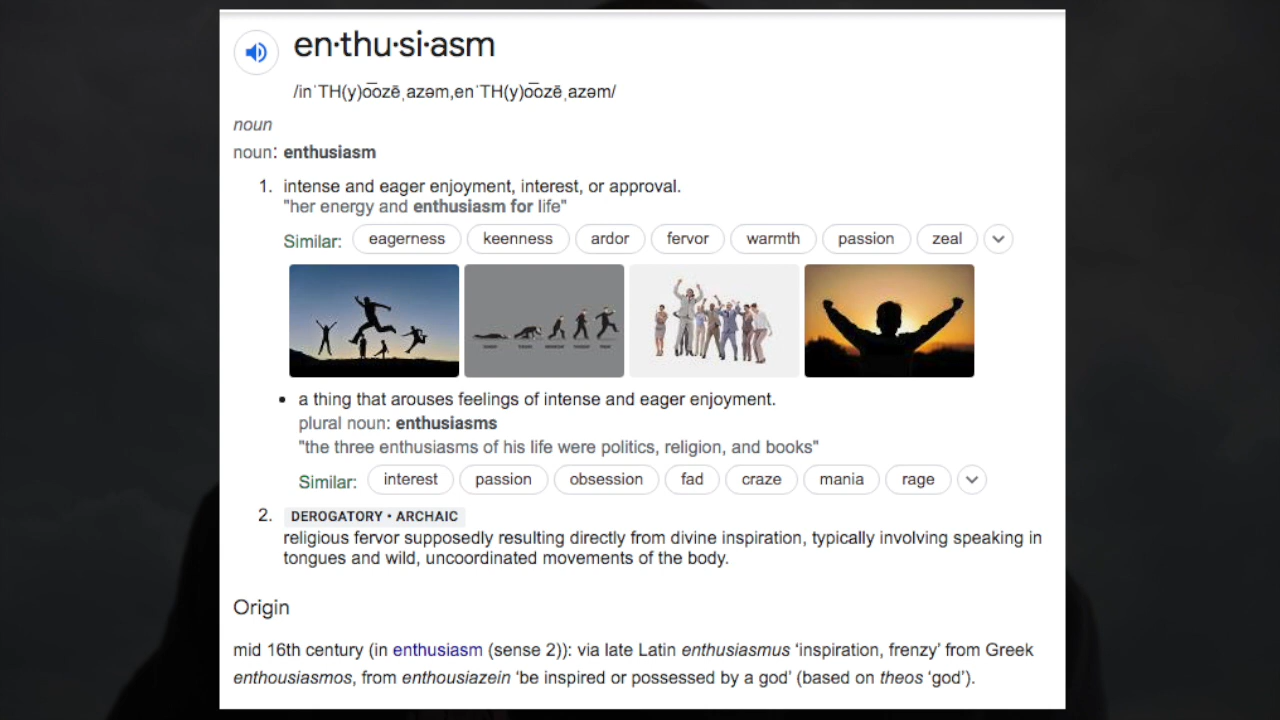 en·thu·si·asm
/inˈTH(y)o͞ozēˌazəm,enˈTH(y)o͞ozēˌazəm/
noun
noun: enthusiasm
1. intense and eager enjoyment, interest, or approval.
"her energy and enthusiasm for life"
Similar: eagerness keenness ardor fervor warmth passion zeal
• a thing that arouses feelings of intense and eager enjoyment.
plural noun: enthusiasms
"the three enthusiasms of his life were politics, religion, and books"
Similar: interest passion obsession fad craze mania rage
2. DEROGATORY • ARCHAIC
religious fervor supposedly resulting directly from divine inspiration, typically involving speaking in
tongues and wild, uncoordinated movements of the body.
Origin
mid 16th century (in enthusiasm (sense 2)): via late Latin enthusiasmus ‘inspiration, frenzy’ from Greek
enthousiasmos, from enthousiazein ‘be inspired or possessed by a god’ (based on theos ‘god’).